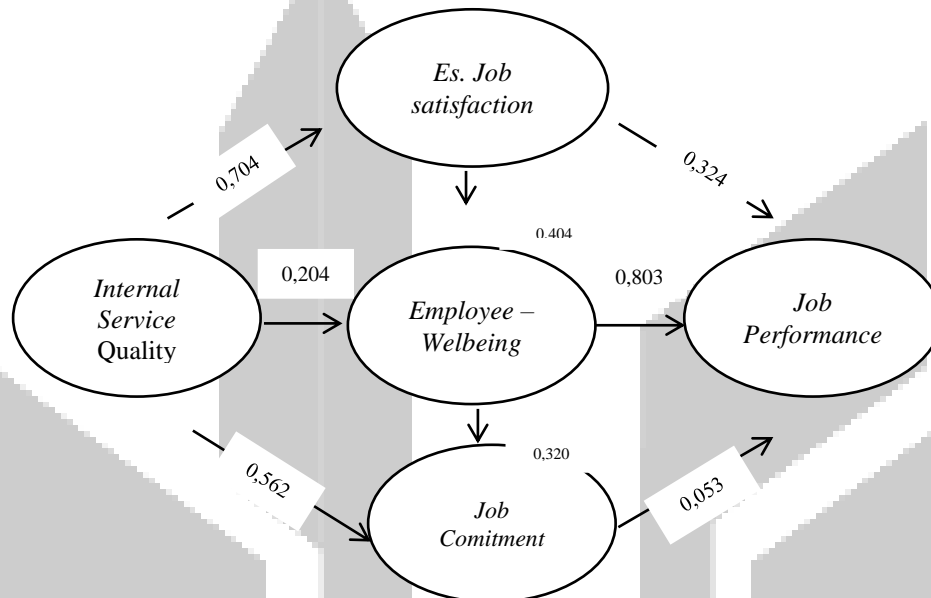 Es. Job
satisfaction
0,704
0,324
0.404
0,204
0,803
Internal
Service
Quality
Employee –
Welbeing
Job
Performance
0,320
0,562
0,053
Job
Comitment